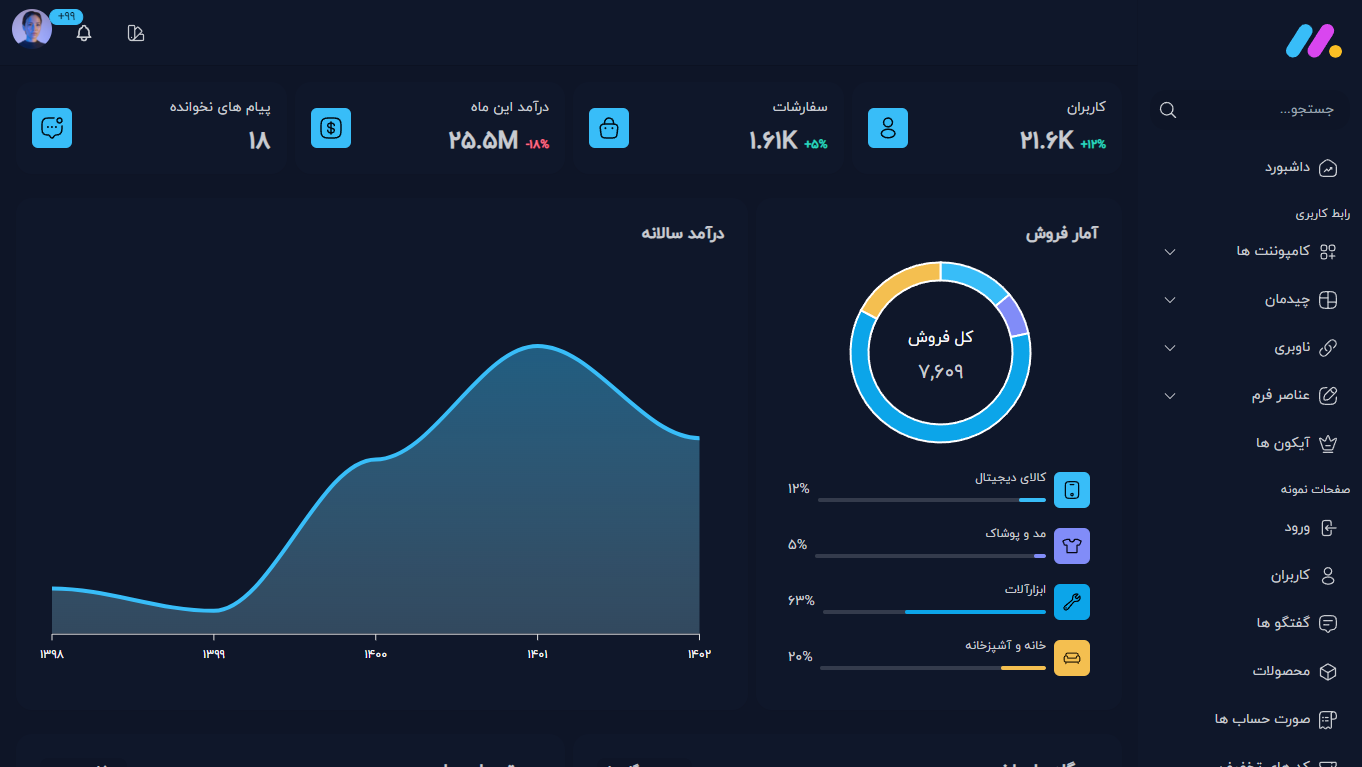 +۹۹
جستجو...
داشبورد
رابط کاربری
کامپوننت ها
چیدمان
ناوبری
عناصر فرم
آیکون ها
صفحات نمونه
ورود
کاربران
گفتگو ها
محصولات
صورت حساب ها
کاربران
۲۱.۶K +۱۲%
سفارشات
۱.۶۱K +۵%
درآمد این ماه
۲۵.۵M -۱۸%
پیام های نخوانده
۱۸
آمار فروش
کل فروش
۷,۶۰۹
کالای دیجیتال
۱۲%
مد و پوشاک
۵%
ابزارآلات
۶۳%
خانه و آشپزخانه
۲۰%
درآمد سالانه
۱۳۹۸ ۱۳۹۹ ۱۴۰۰ ۱۴۰۱ ۱۴۰۲